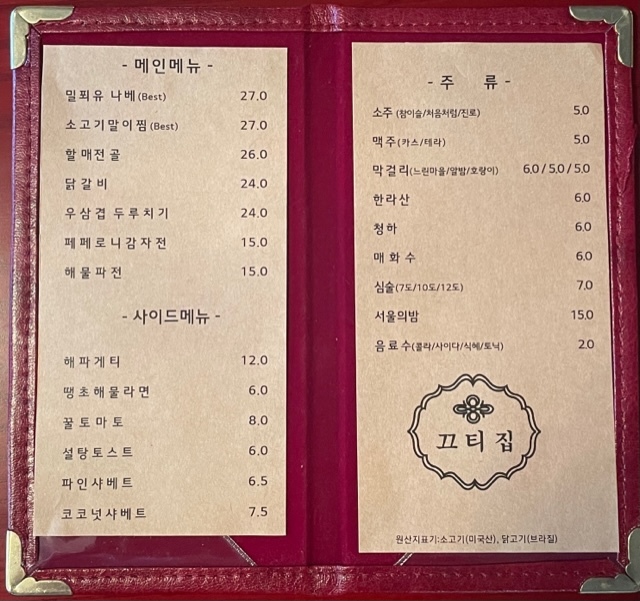 - 메인메뉴 -
밀푀유 나베 (Best) 27.0
소고기말이찜 (Best) 27.0
할매전골 26.0
닭갈비 24.0
우삼겹 두루치기 24.0
페페로니감자전 15.0
해물파전 15.0
- 사이드메뉴 -
해파게티 12.0
땡초해물라면 6.0
꿀토마토 8.0
설탕토스트 6.0
파인샤베트 6.5
코코넛샤베트 7.5
- 주 류 -
소주 (참이슬/처음처럼/진로) 5.0
맥주 (카스/테라) 5.0
막걸리(느린마을/알밤/호랑이) 6.0 / 5.0 / 5.0
한라산 6.0
청하 6.0
매화수 6.0
심술(7도/10도/12도) 7.0
서울의밤 15.0
음료수(콜라/사이다/식혜/토닉) 2.0
끄티집
원산지표기:소고기(미국산), 닭고기(브라질)